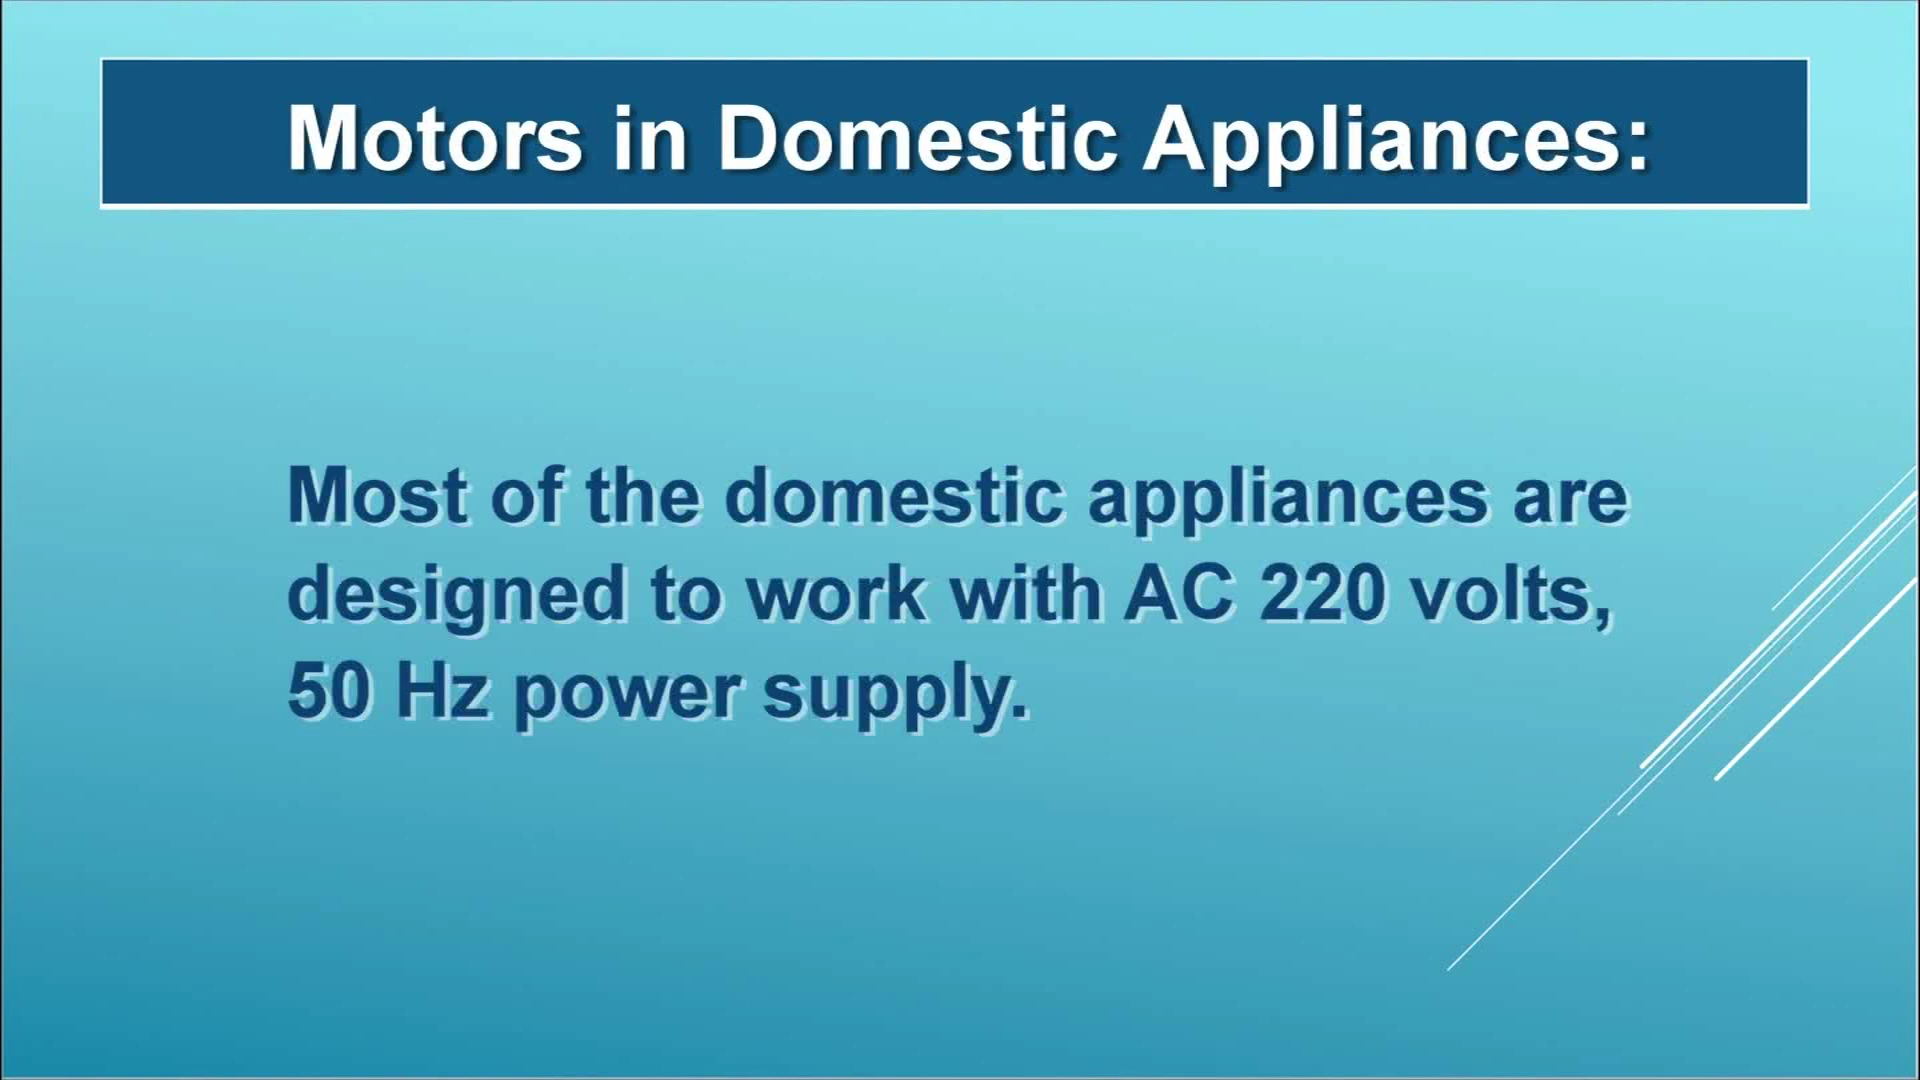 Motors in Domestic Appliances:
Most of the domestic appliances are
designed to work with AC 220 volts,
50 Hz power supply.